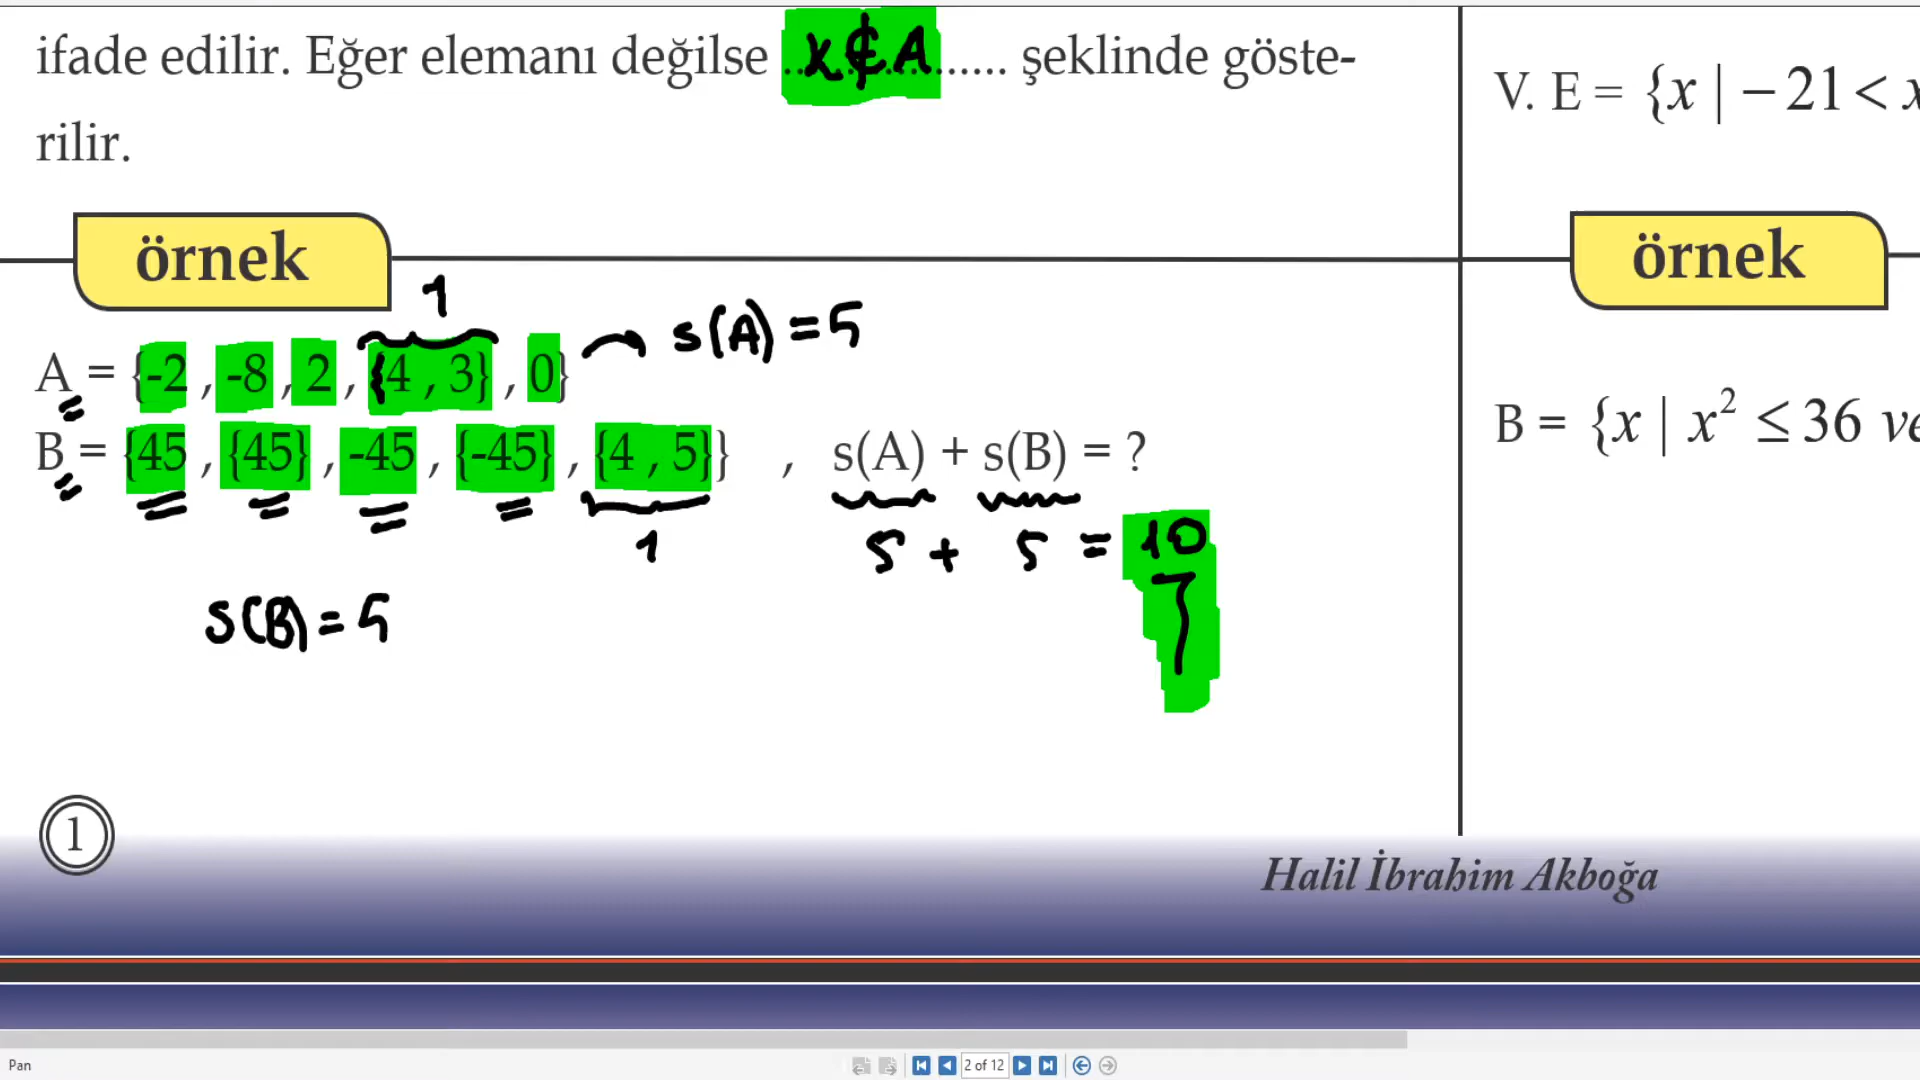 ifade edilir. Eğer elemanı değilse ..x∉A...... şeklinde göste-
rilir.
örnek
1
A = {-2 , -8 , 2 , {4 , 3} , 0}
s(A) = 5
B = {45 , {45} , -45 , {-45} , {4 , 5}} , s(A) + s(B) = ?
1
5 + 5 = 10
s(B) = 5
1
V. E = {x | − 21 < x
örnek
B = {x | x² ≤ 36 ve
Halil İbrahim Akboğa
Pan
2 of 12